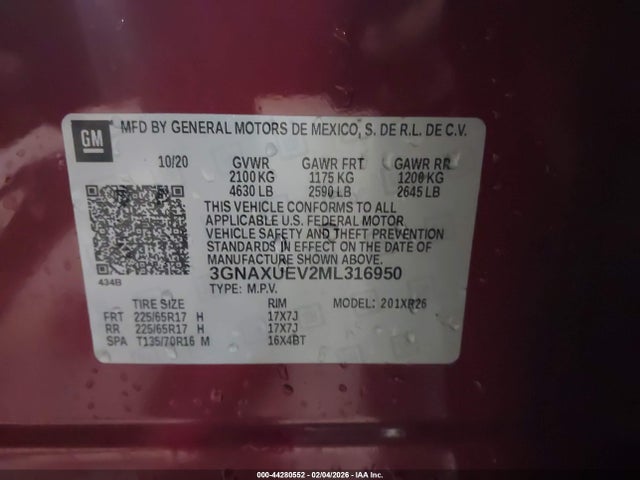 GM
MFD BY GENERAL MOTORS DE MEXICO, S. DE R.L. DE C.V.
10/20 GVWR GAWR FRT GAWR RR
2100 KG 1175 KG 1200 KG
4630 LB 2590 LB 2645 LB
THIS VEHICLE CONFORMS TO ALL
APPLICABLE U.S. FEDERAL MOTOR
VEHICLE SAFETY AND THEFT PREVENTION
STANDARDS IN EFFECT ON THE DATE OF
MANUFACTURE SHOWN ABOVE.
3GNAXUEV2ML316950
434B
TYPE: M.P.V.
TIRE SIZE RIM MODEL: 201XR26
FRT 225/65R17 H 17X7J
RR 225/65R17 H 17X7J
SPA T135/70R16 M 16X4BT
000-44280552 — 02/04/2026 — IAA Inc.